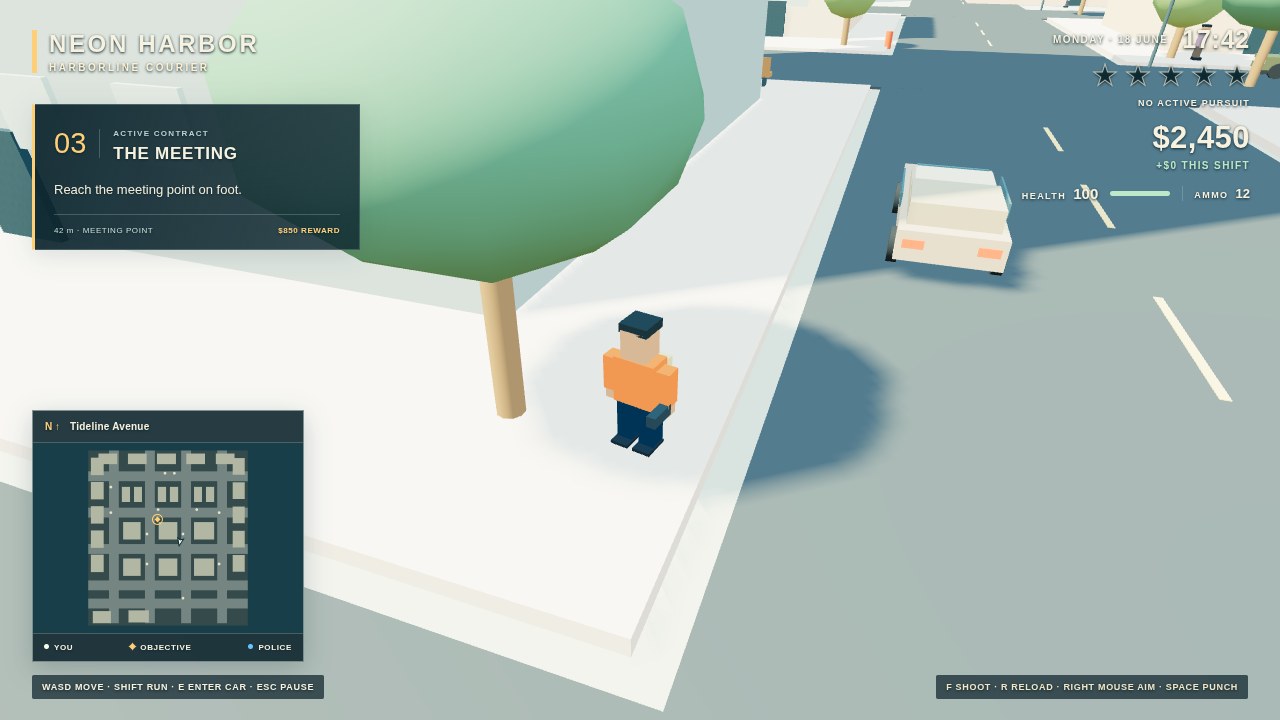 NEON HARBOR
HARBORLINE COURIER
MONDAY · 18 JUNE 17:42
NO ACTIVE PURSUIT
$2,450
+$0 THIS SHIFT
HEALTH 100 AMMO 12
03
ACTIVE CONTRACT
THE MEETING
Reach the meeting point on foot.
42 m · MEETING POINT $850 REWARD
N ↑ Tideline Avenue
YOU OBJECTIVE POLICE
WASD MOVE · SHIFT RUN · E ENTER CAR · ESC PAUSE
F SHOOT · R RELOAD · RIGHT MOUSE AIM · SPACE PUNCH